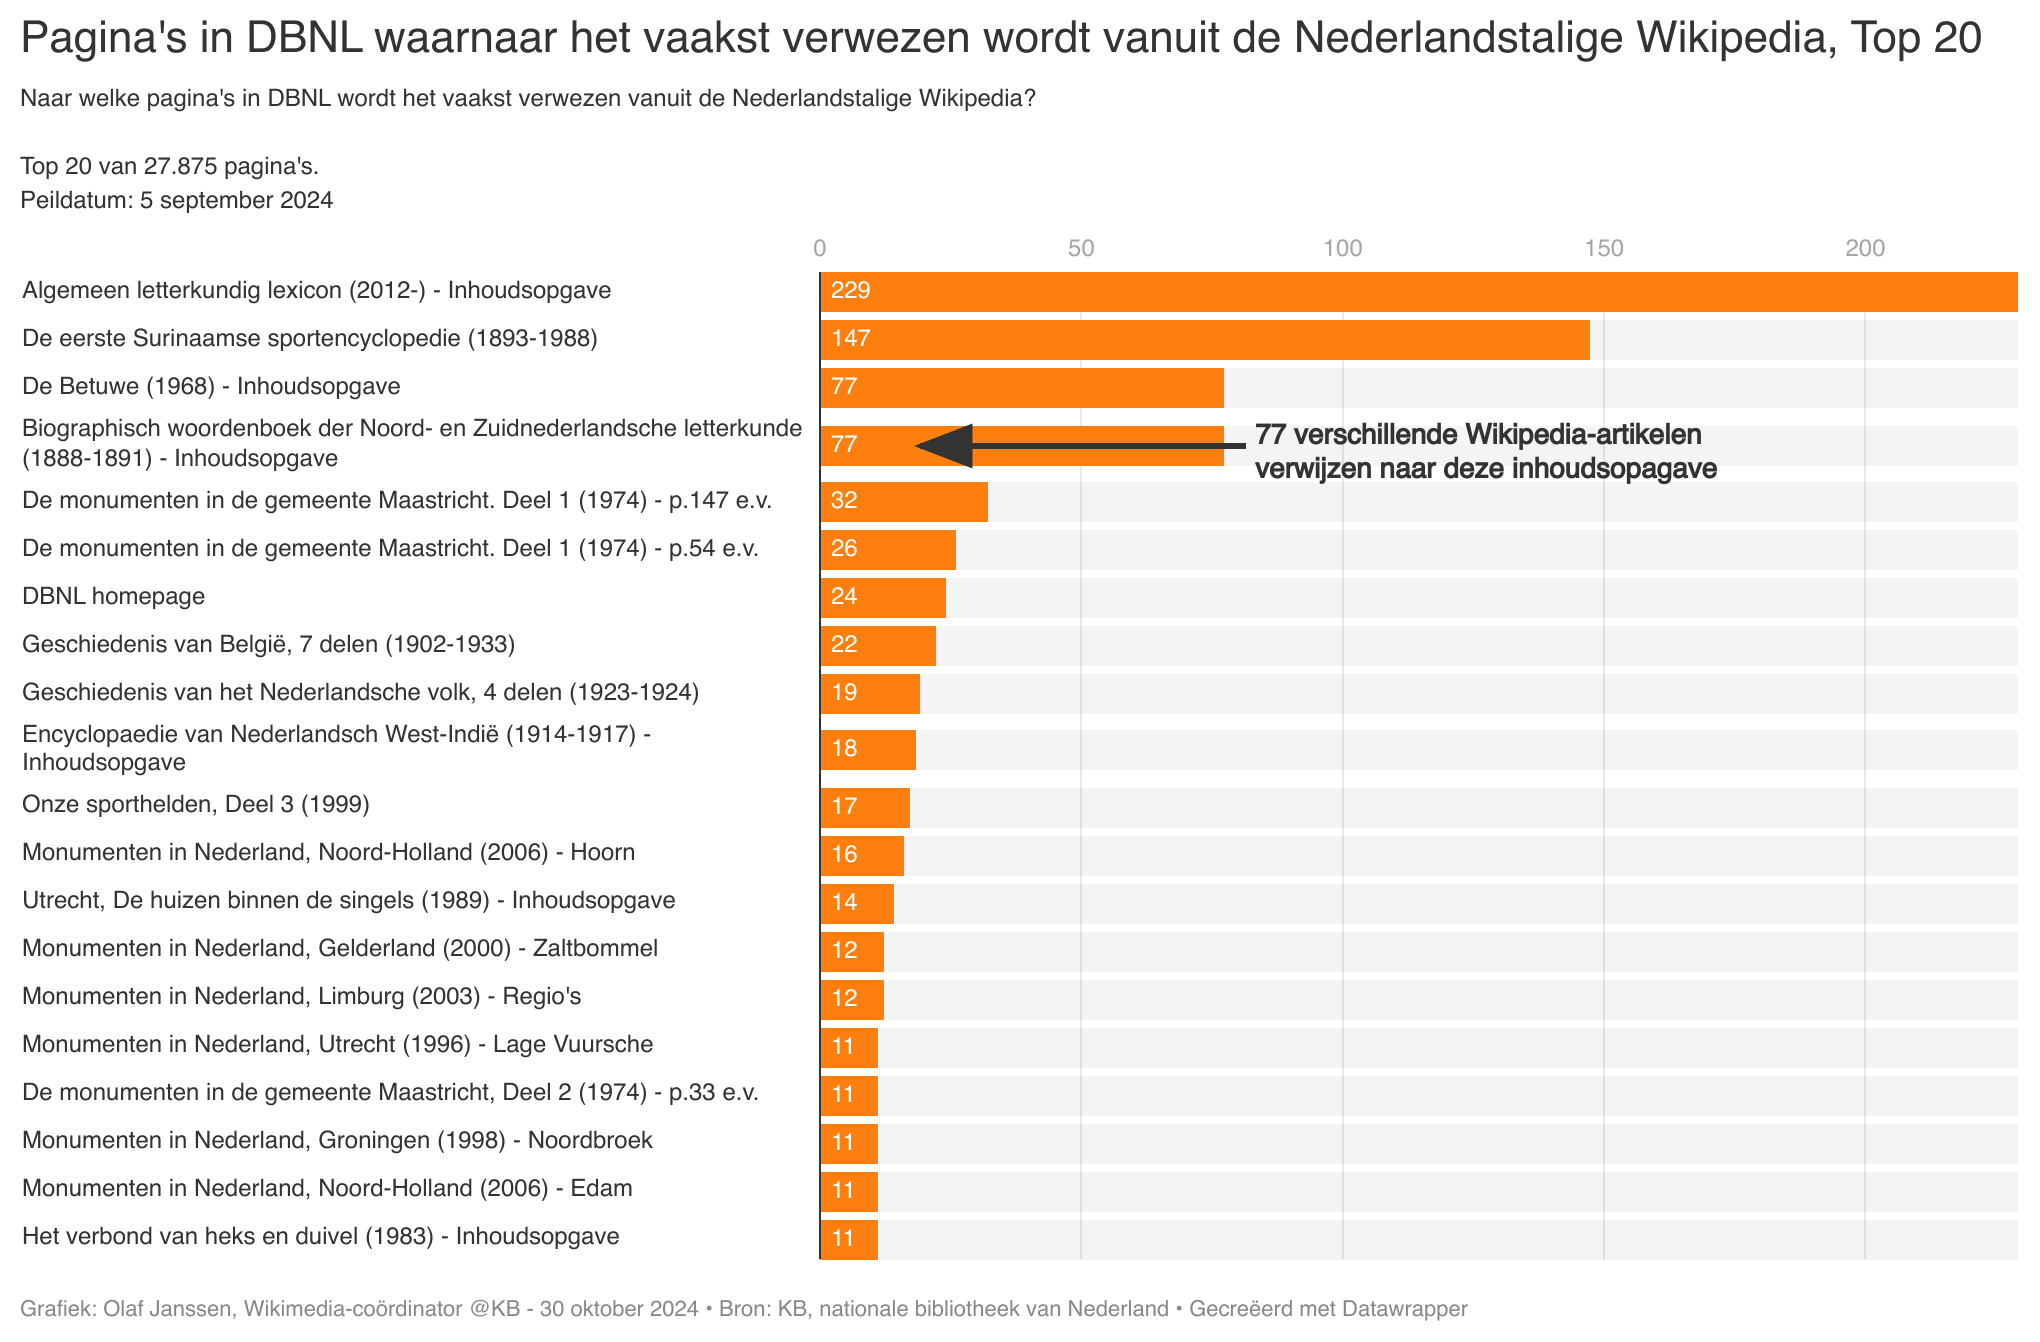 Pagina's in DBNL waarnaar het vaakst verwezen wordt vanuit de Nederlandstalige Wikipedia, Top 20
Naar welke pagina's in DBNL wordt het vaakst verwezen vanuit de Nederlandstalige Wikipedia?
Top 20 van 27.875 pagina's.
Peildatum: 5 september 2024
0 50 100 150 200
Algemeen letterkundig lexicon (2012-) - Inhoudsopgave 229
De eerste Surinaamse sportencyclopedie (1893-1988) 147
De Betuwe (1968) - Inhoudsopgave 77
Biographisch woordenboek der Noord- en Zuidnederlandsche letterkunde
(1888-1891) - Inhoudsopgave 77
77 verschillende Wikipedia-artikelen
verwijzen naar deze inhoudsopagave
De monumenten in de gemeente Maastricht. Deel 1 (1974) - p.147 e.v. 32
De monumenten in de gemeente Maastricht. Deel 1 (1974) - p.54 e.v. 26
DBNL homepage 24
Geschiedenis van België, 7 delen (1902-1933) 22
Geschiedenis van het Nederlandsche volk, 4 delen (1923-1924) 19
Encyclopaedie van Nederlandsch West-Indië (1914-1917) -
Inhoudsopgave 18
Onze sporthelden, Deel 3 (1999) 17
Monumenten in Nederland, Noord-Holland (2006) - Hoorn 16
Utrecht, De huizen binnen de singels (1989) - Inhoudsopgave 14
Monumenten in Nederland, Gelderland (2000) - Zaltbommel 12
Monumenten in Nederland, Limburg (2003) - Regio's 12
Monumenten in Nederland, Utrecht (1996) - Lage Vuursche 11
De monumenten in de gemeente Maastricht, Deel 2 (1974) - p.33 e.v. 11
Monumenten in Nederland, Groningen (1998) - Noordbroek 11
Monumenten in Nederland, Noord-Holland (2006) - Edam 11
Het verbond van heks en duivel (1983) - Inhoudsopgave 11
Grafiek: Olaf Janssen, Wikimedia-coördinator @KB - 30 oktober 2024 • Bron: KB, nationale bibliotheek van Nederland • Gecreëerd met Datawrapper